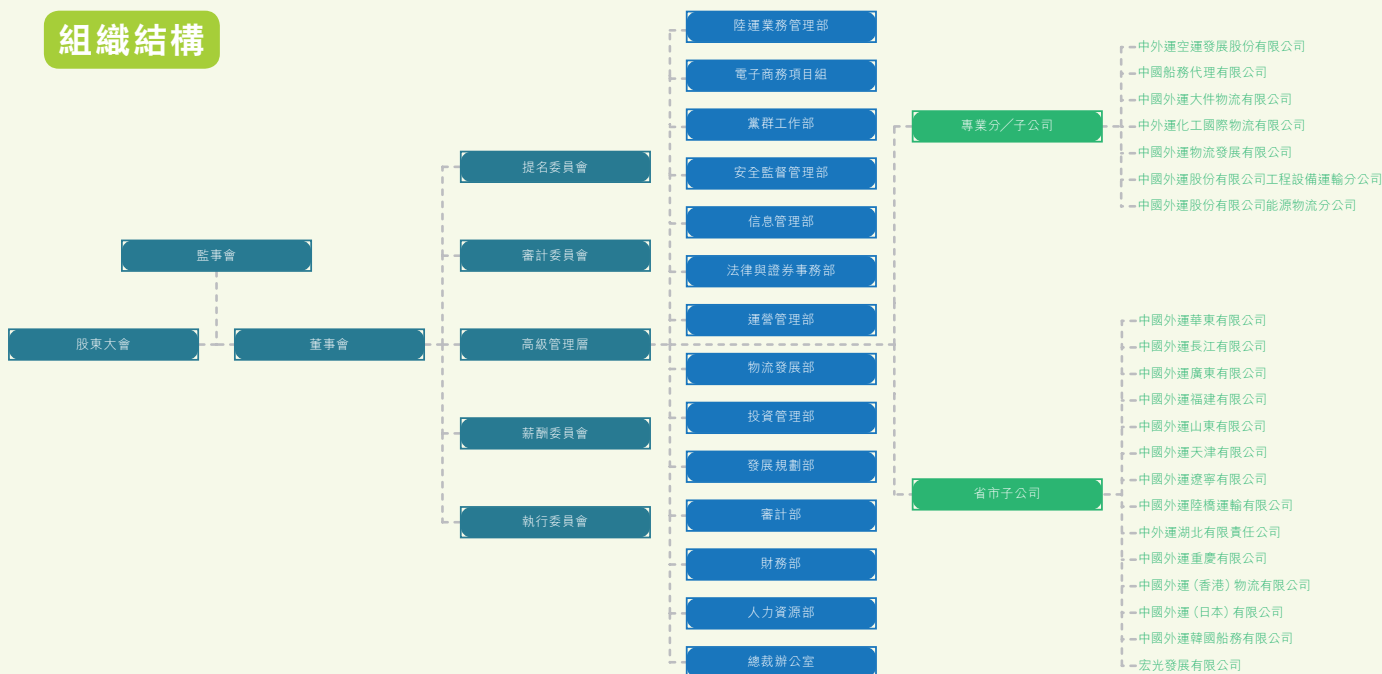 組織結構
股東大會
監事會
董事會
提名委員會
審計委員會
高級管理層
薪酬委員會
執行委員會
陸運業務管理部
電子商務項目組
黨群工作部
安全監督管理部
信息管理部
法律與證券事務部
運營管理部
物流發展部
投資管理部
發展規劃部
審計部
財務部
人力資源部
總裁辦公室
專業分╱子公司
中外運空運發展股份有限公司
中國船務代理有限公司
中國外運大件物流有限公司
中外運化工國際物流有限公司
中國外運物流發展有限公司
中國外運股份有限公司工程設備運輸分公司
中國外運股份有限公司能源物流分公司
省市子公司
中國外運華東有限公司
中國外運長江有限公司
中國外運廣東有限公司
中國外運福建有限公司
中國外運山東有限公司
中國外運天津有限公司
中國外運遼寧有限公司
中國外運陸橋運輸有限公司
中外運湖北有限責任公司
中國外運重慶有限公司
中國外運（香港）物流有限公司
中國外運（日本）有限公司
中國外運韓國船務有限公司
宏光發展有限公司